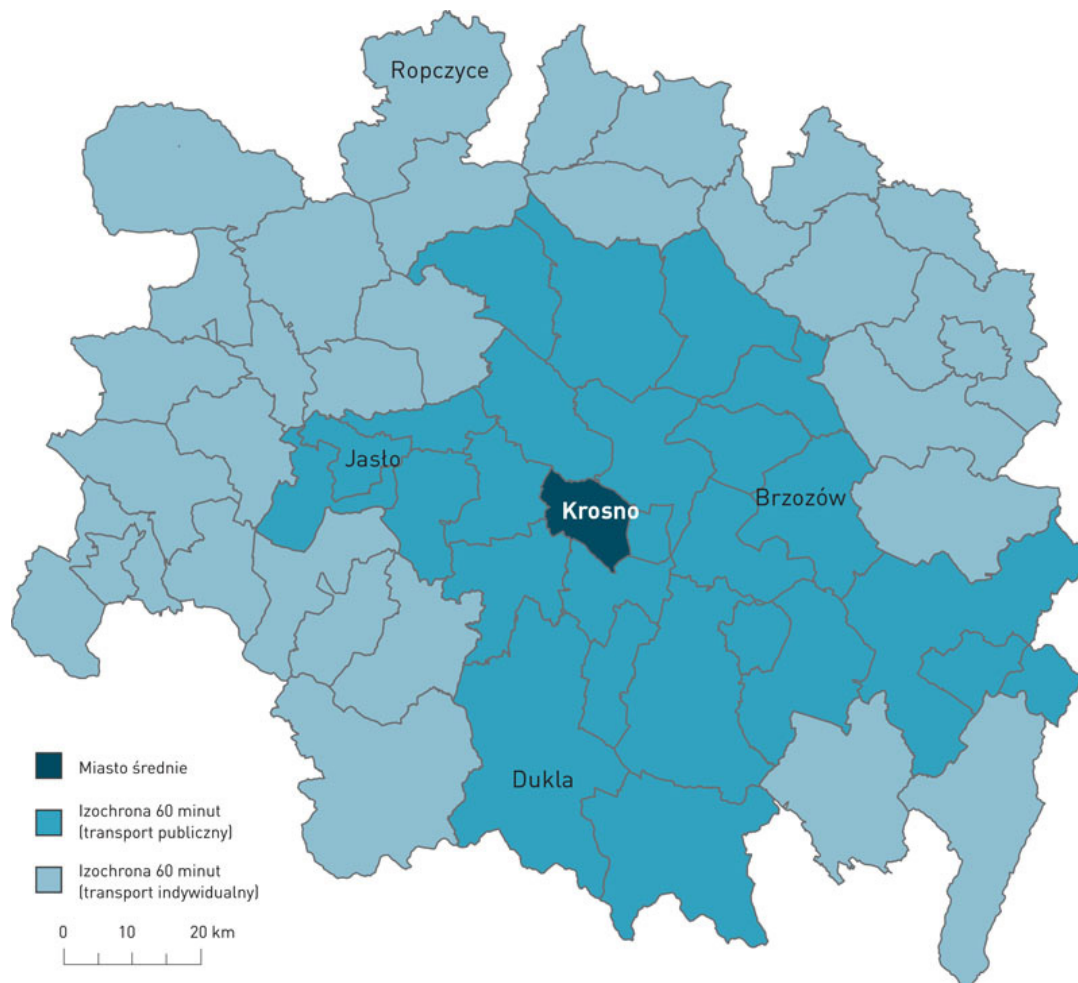 Ropczyce
Jasło
Krosno
Brzozów
Dukla
Miasto średnie
Izochrona 60 minut
(transport publiczny)
Izochrona 60 minut
(transport indywidualny)
0 10 20 km